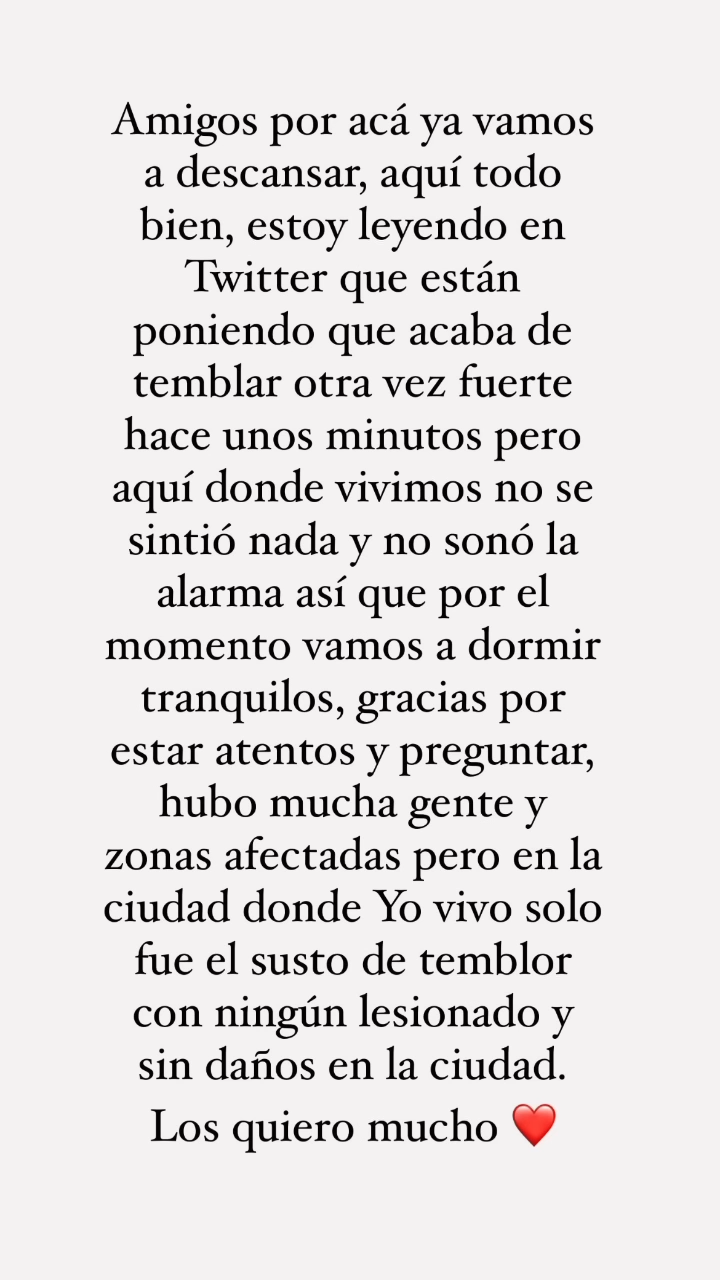 Amigos por acá ya vamos
a descansar, aquí todo
bien, estoy leyendo en
Twitter que están
poniendo que acaba de
temblar otra vez fuerte
hace unos minutos pero
aquí donde vivimos no se
sintió nada y no sonó la
alarma así que por el
momento vamos a dormir
tranquilos, gracias por
estar atentos y preguntar,
hubo mucha gente y
zonas afectadas pero en la
ciudad donde Yo vivo solo
fue el susto de temblor
con ningún lesionado y
sin daños en la ciudad.
Los quiero mucho ❤️